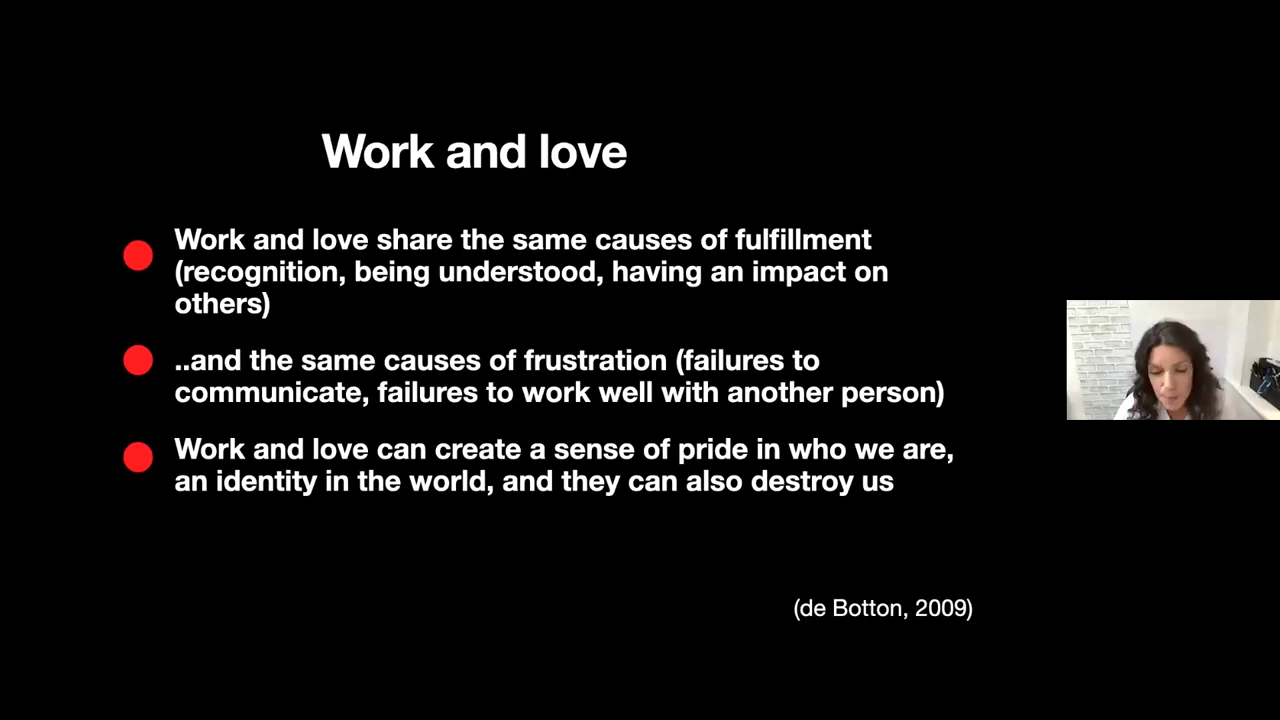 Work and love
Work and love share the same causes of fulfillment
(recognition, being understood, having an impact on
others)
..and the same causes of frustration (failures to
communicate, failures to work well with another person)
Work and love can create a sense of pride in who we are,
an identity in the world, and they can also destroy us
(de Botton, 2009)